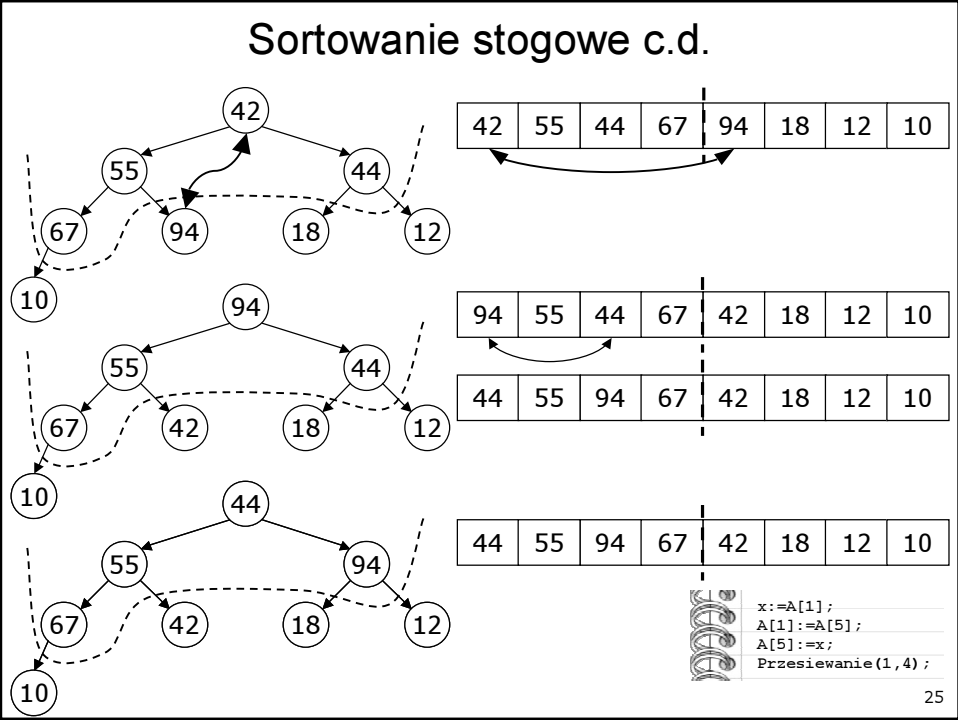 Sortowanie stogowe c.d.
42
55 44
67 94 18 12
10
42 55 44 67 94 18 12 10
94
55 44
67 42 18 12
10
94 55 44 67 42 18 12 10
44 55 94 67 42 18 12 10
44
55 94
67 42 18 12
10
44 55 94 67 42 18 12 10
x:=A[1];
A[1]:=A[5];
A[5]:=x;
Przesiewanie(1,4);
25